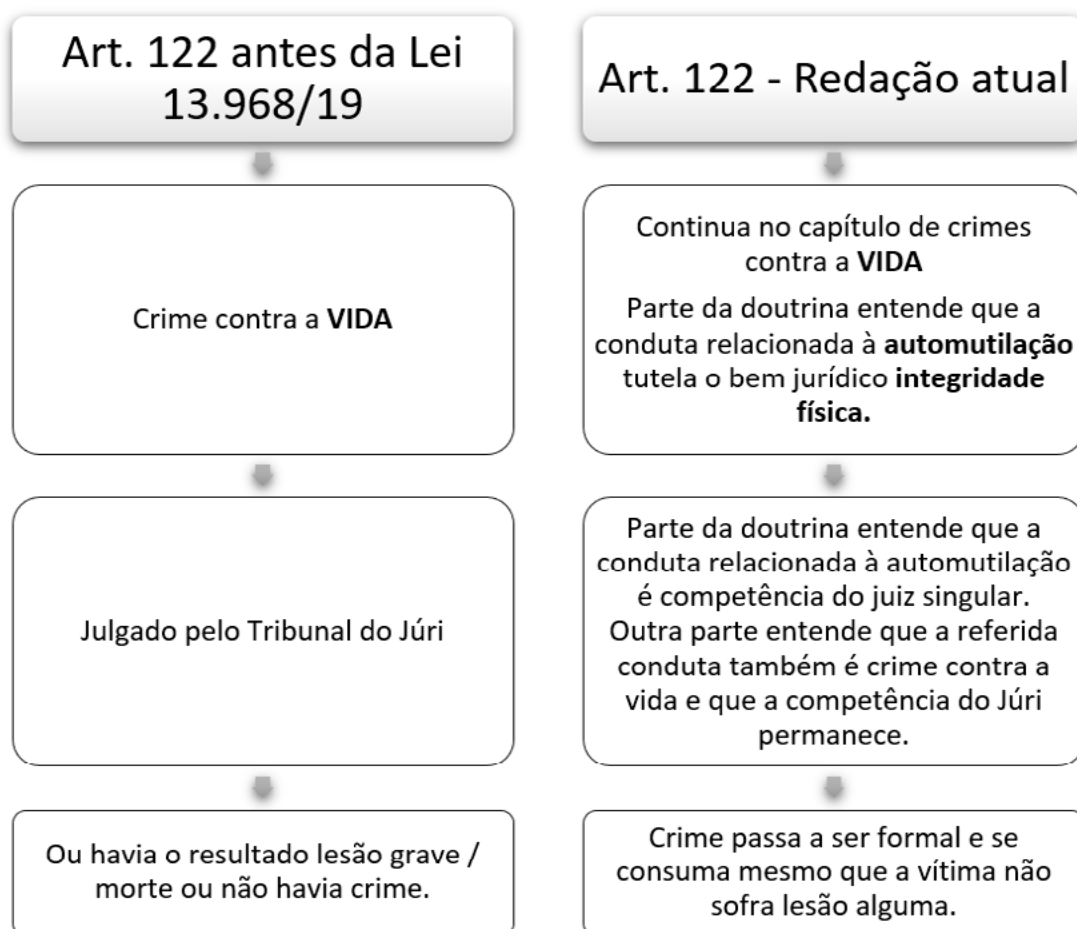 Art. 122 antes da Lei
13.968/19
Crime contra a VIDA
Julgado pelo Tribunal do Júri
Ou havia o resultado lesão grave /
morte ou não havia crime.
Art. 122 - Redação atual
Continua no capítulo de crimes
contra a VIDA
Parte da doutrina entende que a
conduta relacionada à automutilação
tutela o bem jurídico integridade
física.
Parte da doutrina entende que a
conduta relacionada à automutilação
é competência do juiz singular.
Outra parte entende que a referida
conduta também é crime contra a
vida e que a competência do Júri
permanece.
Crime passa a ser formal e se
consuma mesmo que a vítima não
sofra lesão alguma.